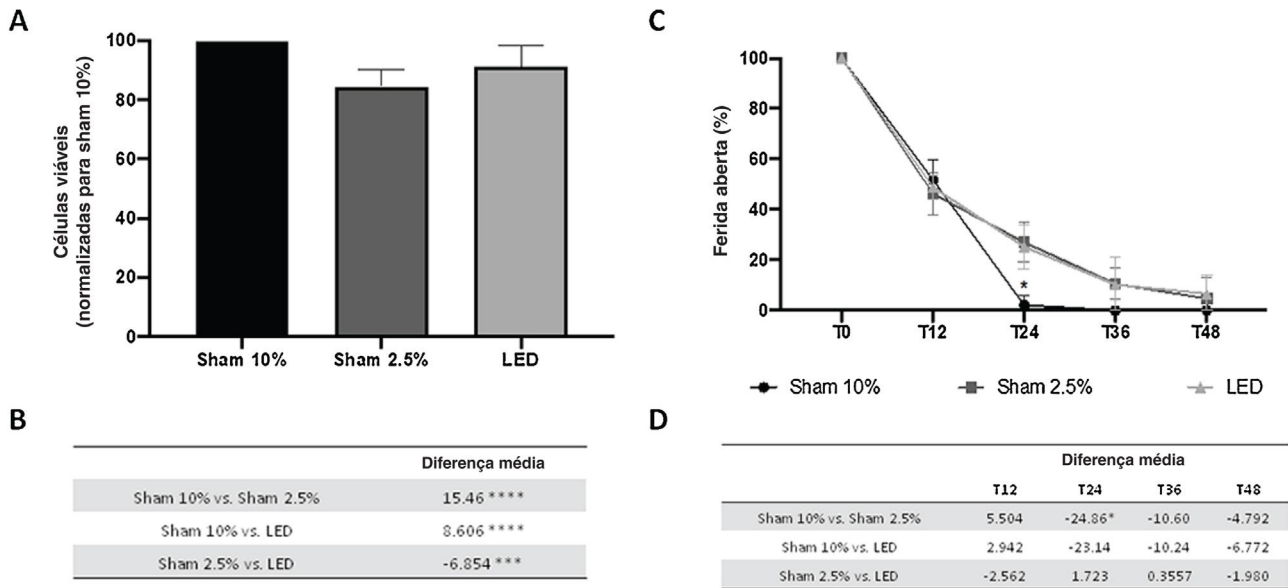 A
Células viáveis
(normalizadas para sham 10%)
100
80
60
40
20
0
Sham 10%
Sham 2.5%
LED
B
Diferença média
Sham 10% vs. Sham 2.5% 15.46 ****
Sham 10% vs. LED 8.606 ****
Sham 2.5% vs. LED -6.854 ***
C
Ferida aberta (%)
100
80
60
40
20
0
*
T0 T12 T24 T36 T48
Sham 10% Sham 2.5% LED
D
Diferença média
T12 T24 T36 T48
Sham 10% vs. Sham 2.5% 5.504 -24.86* -10.60 -4.792
Sham 10% vs. LED 2.942 -23.14 -10.24 -6.772
Sham 2.5% vs. LED -2.562 1.723 0.3557 -1.980